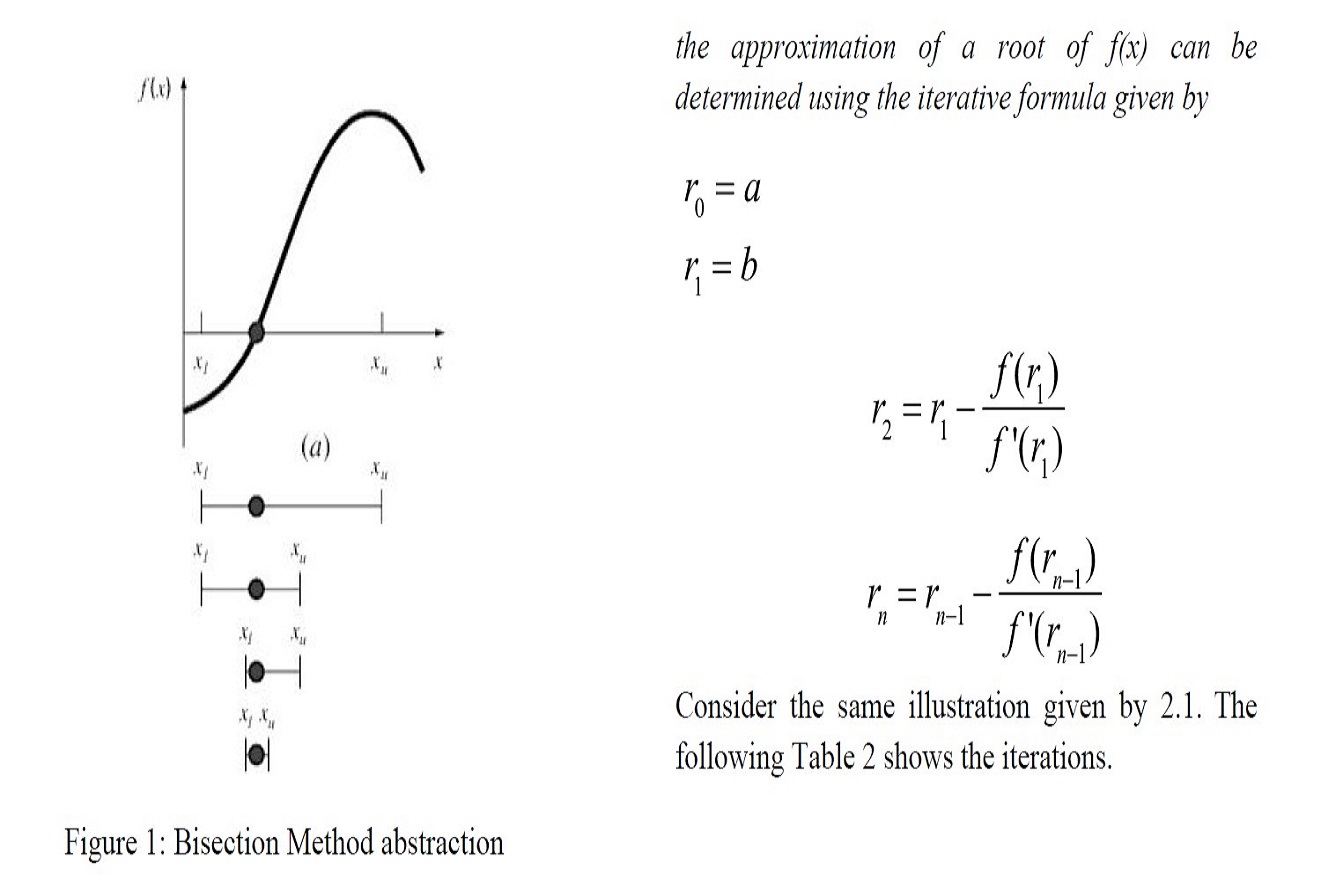 f(x)
x_l
x_u
x
(a)
x_l
x_u
x_l
x_u
x_l
x_u
x_l x_u
Figure 1: Bisection Method abstraction
the approximation of a root of f(x) can be
determined using the iterative formula given by
r_0 = a
r_1 = b
r_2 = r_1 − f(r_1) / f'(r_1)
r_n = r_{n−1} − f(r_{n−1}) / f'(r_{n−1})
Consider the same illustration given by 2.1. The
following Table 2 shows the iterations.